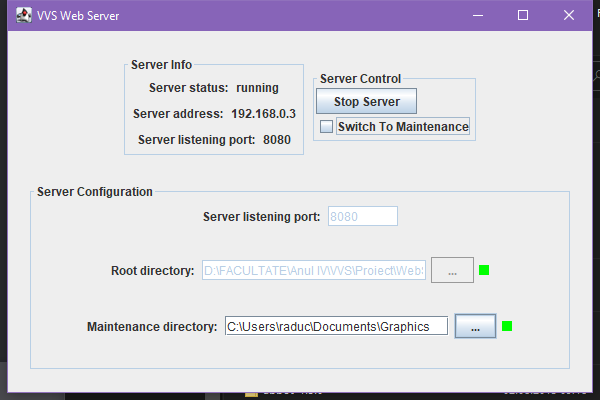 VVS Web Server
Server Info
Server status: running
Server address: 192.168.0.3
Server listening port: 8080
Server Control
Stop Server
Switch To Maintenance
Server Configuration
Server listening port: 8080
Root directory: D:\FACULTATE\Anul IV\VVS\Proiect\WebS
...
Maintenance directory: C:\Users\raduc\Documents\Graphics
...